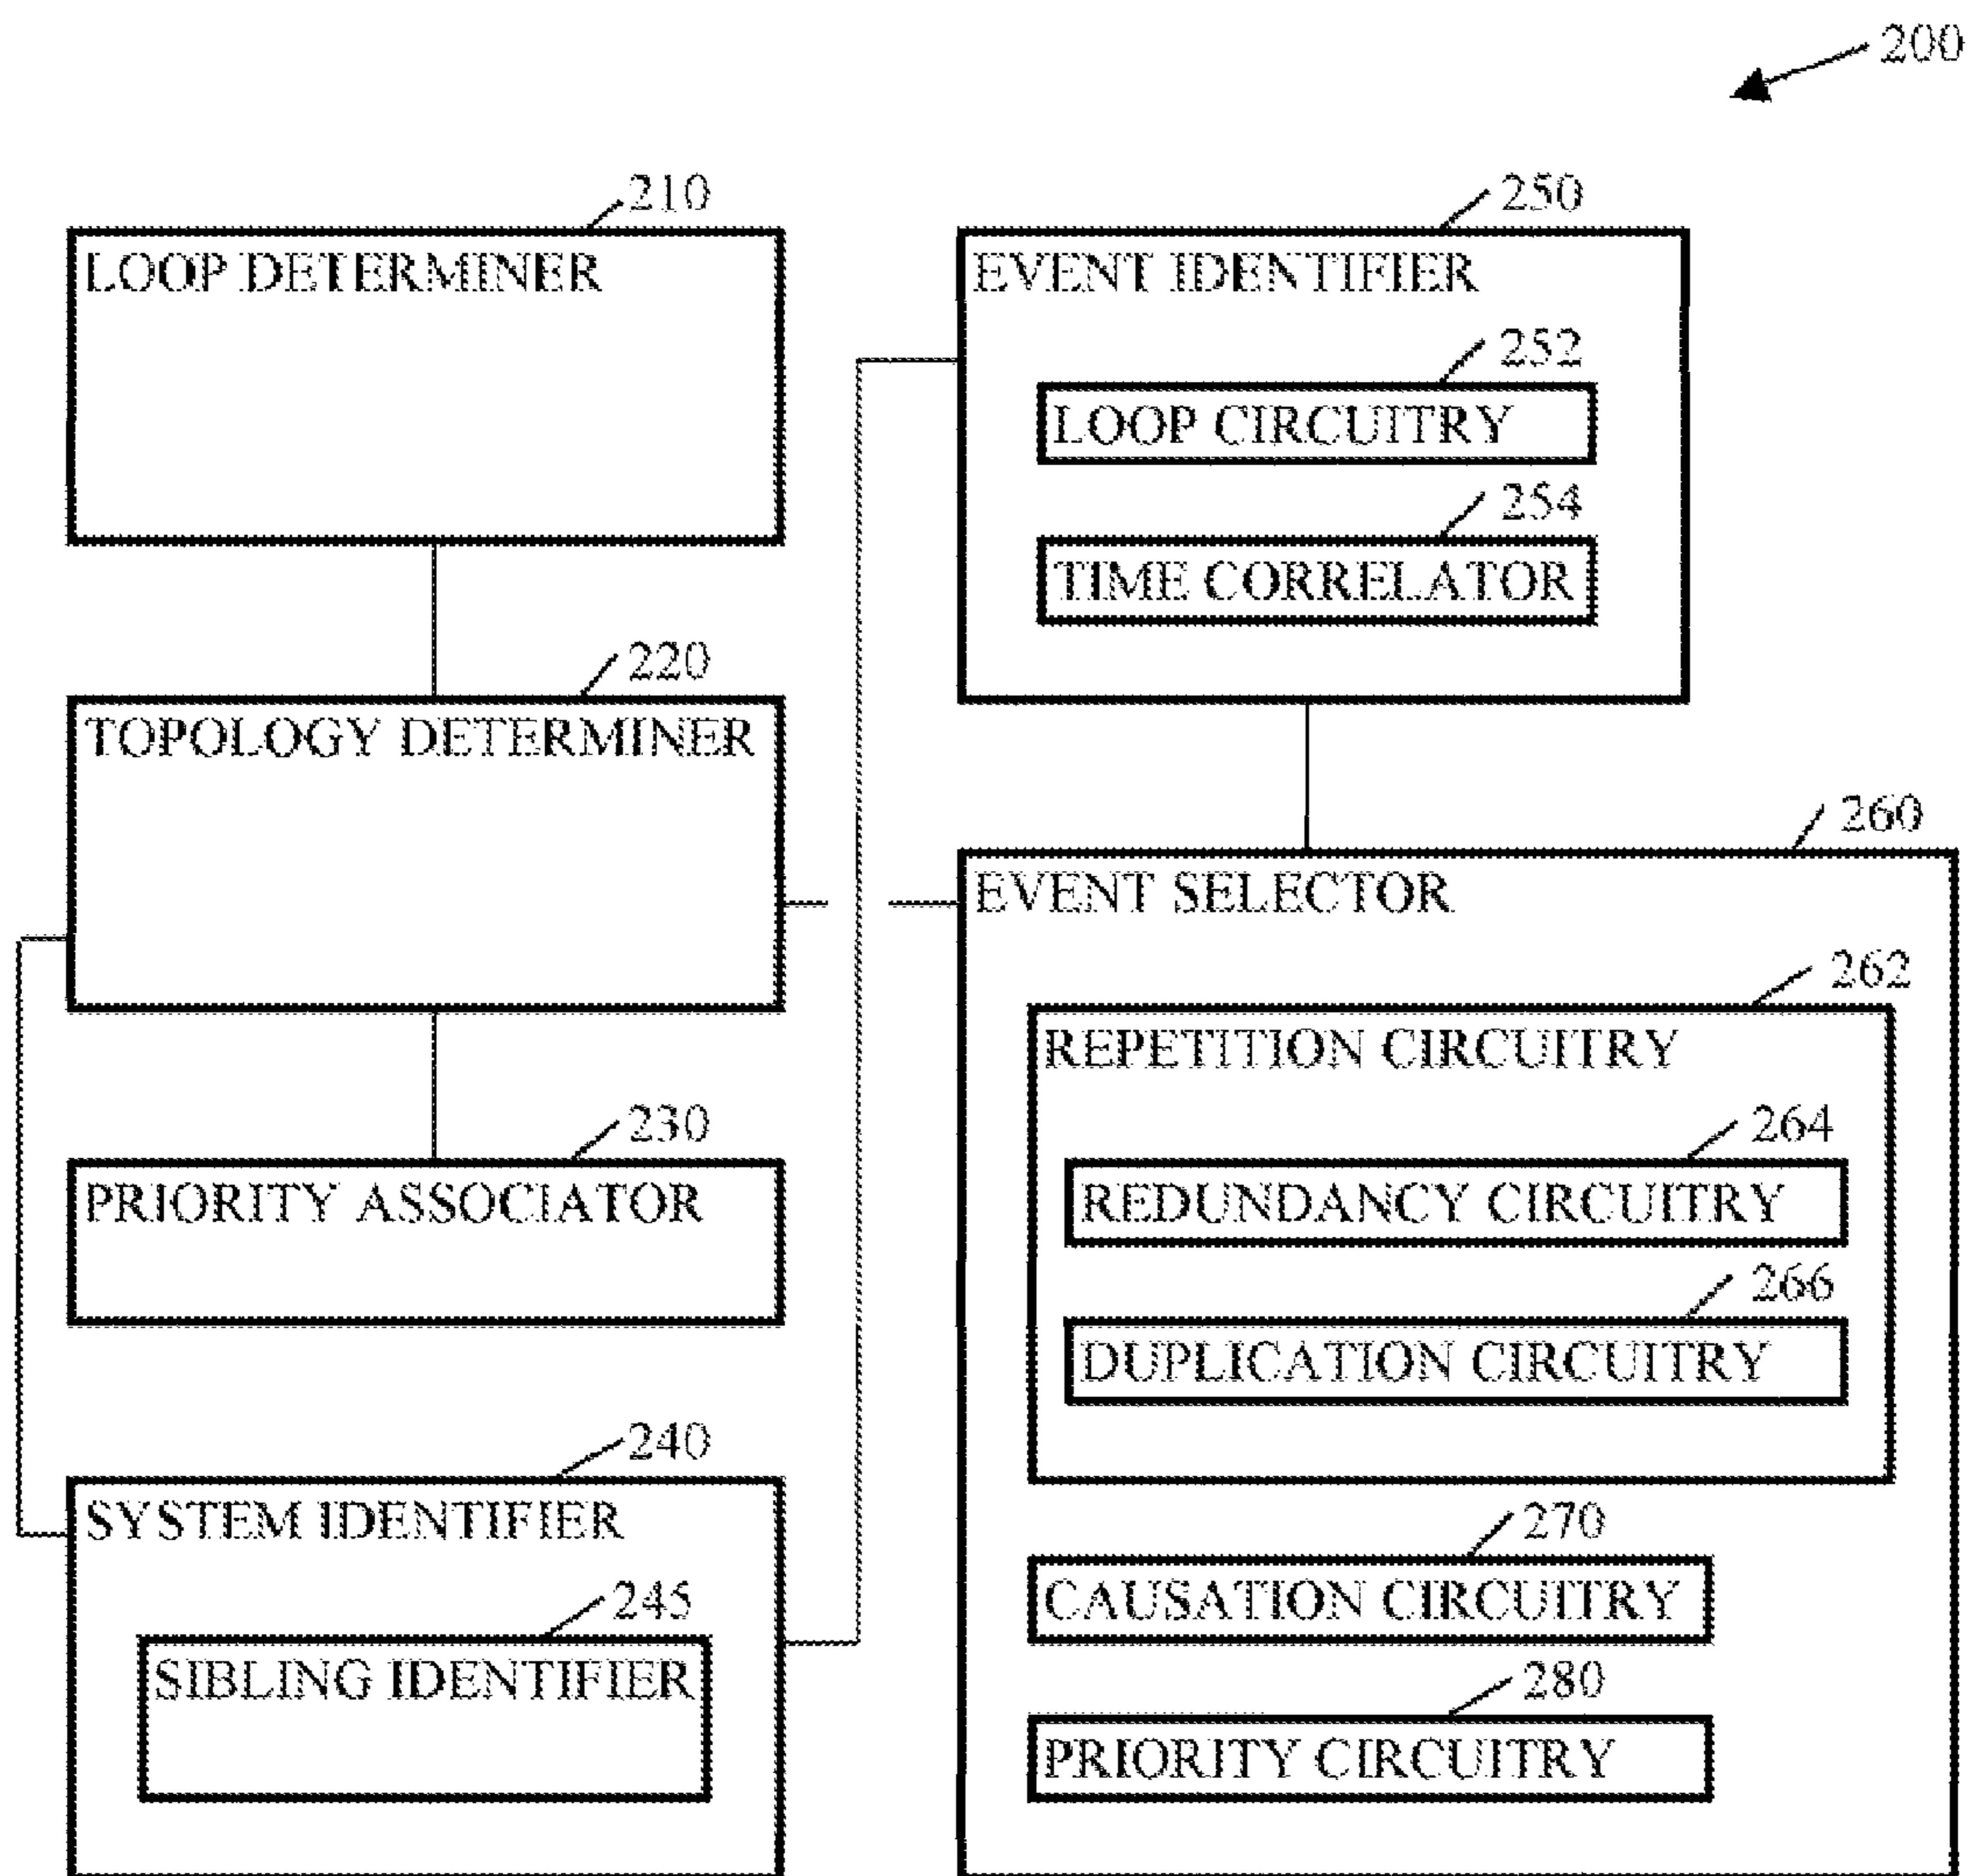 200
210
LOOP DETERMINER
220
TOPOLOGY DETERMINER
230
PRIORITY ASSOCIATOR
240
SYSTEM IDENTIFIER
245
SIBLING IDENTIFIER
250
EVENT IDENTIFIER
252
LOOP CIRCUITRY
254
TIME CORRELATOR
260
EVENT SELECTOR
262
REPETITION CIRCUITRY
264
REDUNDANCY CIRCUITRY
266
DUPLICATION CIRCUITRY
270
CAUSATION CIRCUITRY
280
PRIORITY CIRCUITRY